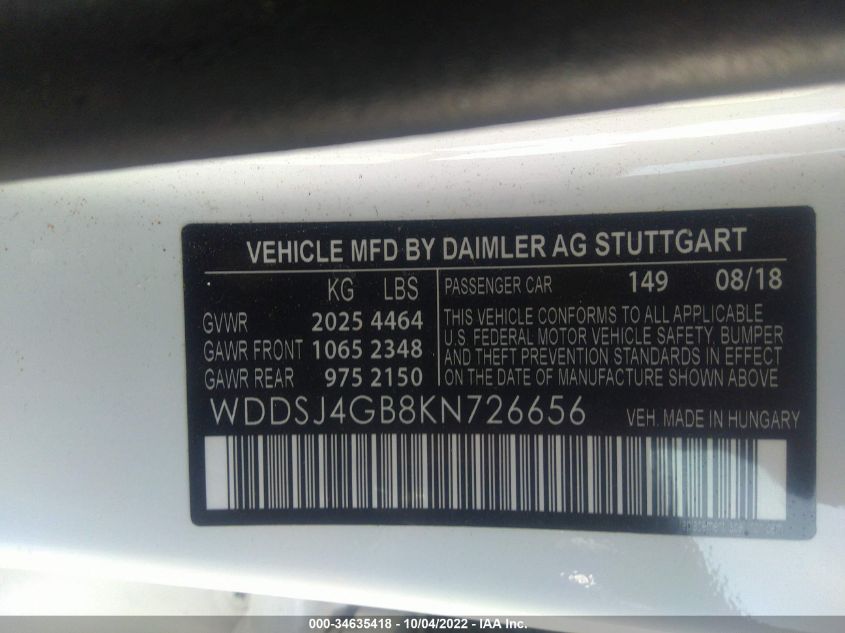 VEHICLE MFD BY DAIMLER AG STUTTGART
KG LBS
GVWR 2025 4464
GAWR FRONT 1065 2348
GAWR REAR 975 2150
PASSENGER CAR 149 08/18
THIS VEHICLE CONFORMS TO ALL APPLICABLE
U.S. FEDERAL MOTOR VEHICLE SAFETY, BUMPER
AND THEFT PREVENTION STANDARDS IN EFFECT
ON THE DATE OF MANUFACTURE SHOWN ABOVE.
WDDSJ4GB8KN726656 VEH. MADE IN HUNGARY
000-34635418 - 10/04/2022 - IAA Inc.